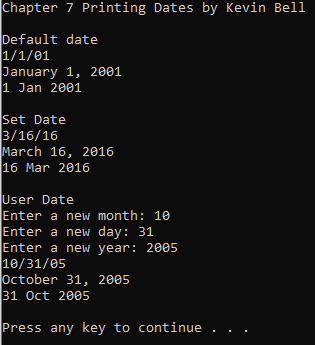 Chapter 7 Printing Dates by Kevin Bell
Default date
1/1/01
January 1, 2001
1 Jan 2001
Set Date
3/16/16
March 16, 2016
16 Mar 2016
User Date
Enter a new month: 10
Enter a new day: 31
Enter a new year: 2005
10/31/05
October 31, 2005
31 Oct 2005
Press any key to continue . . .